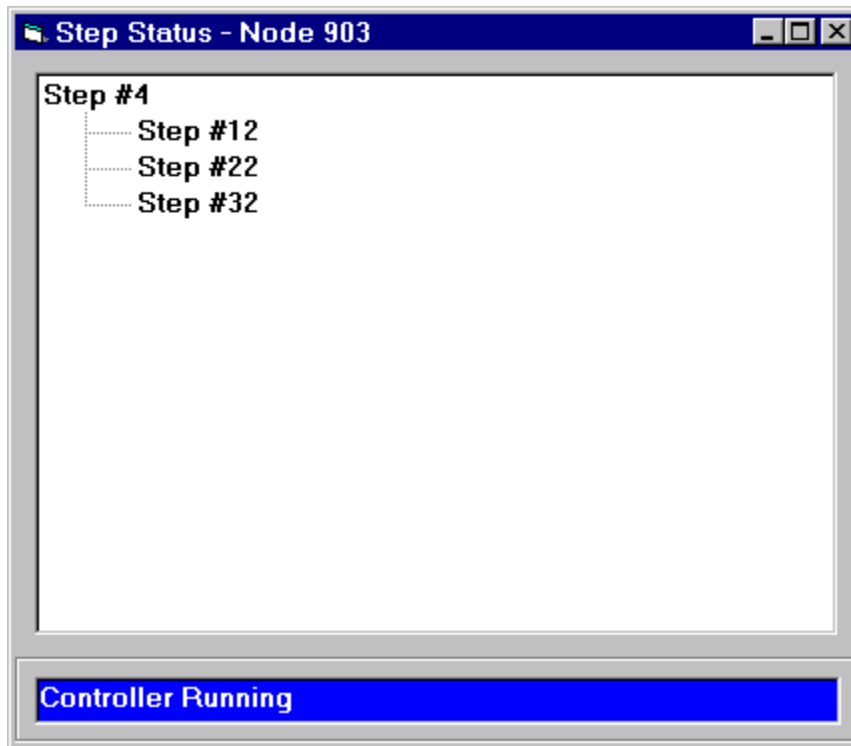 Step Status - Node 903
Step #4
Step #12
Step #22
Step #32
Controller Running